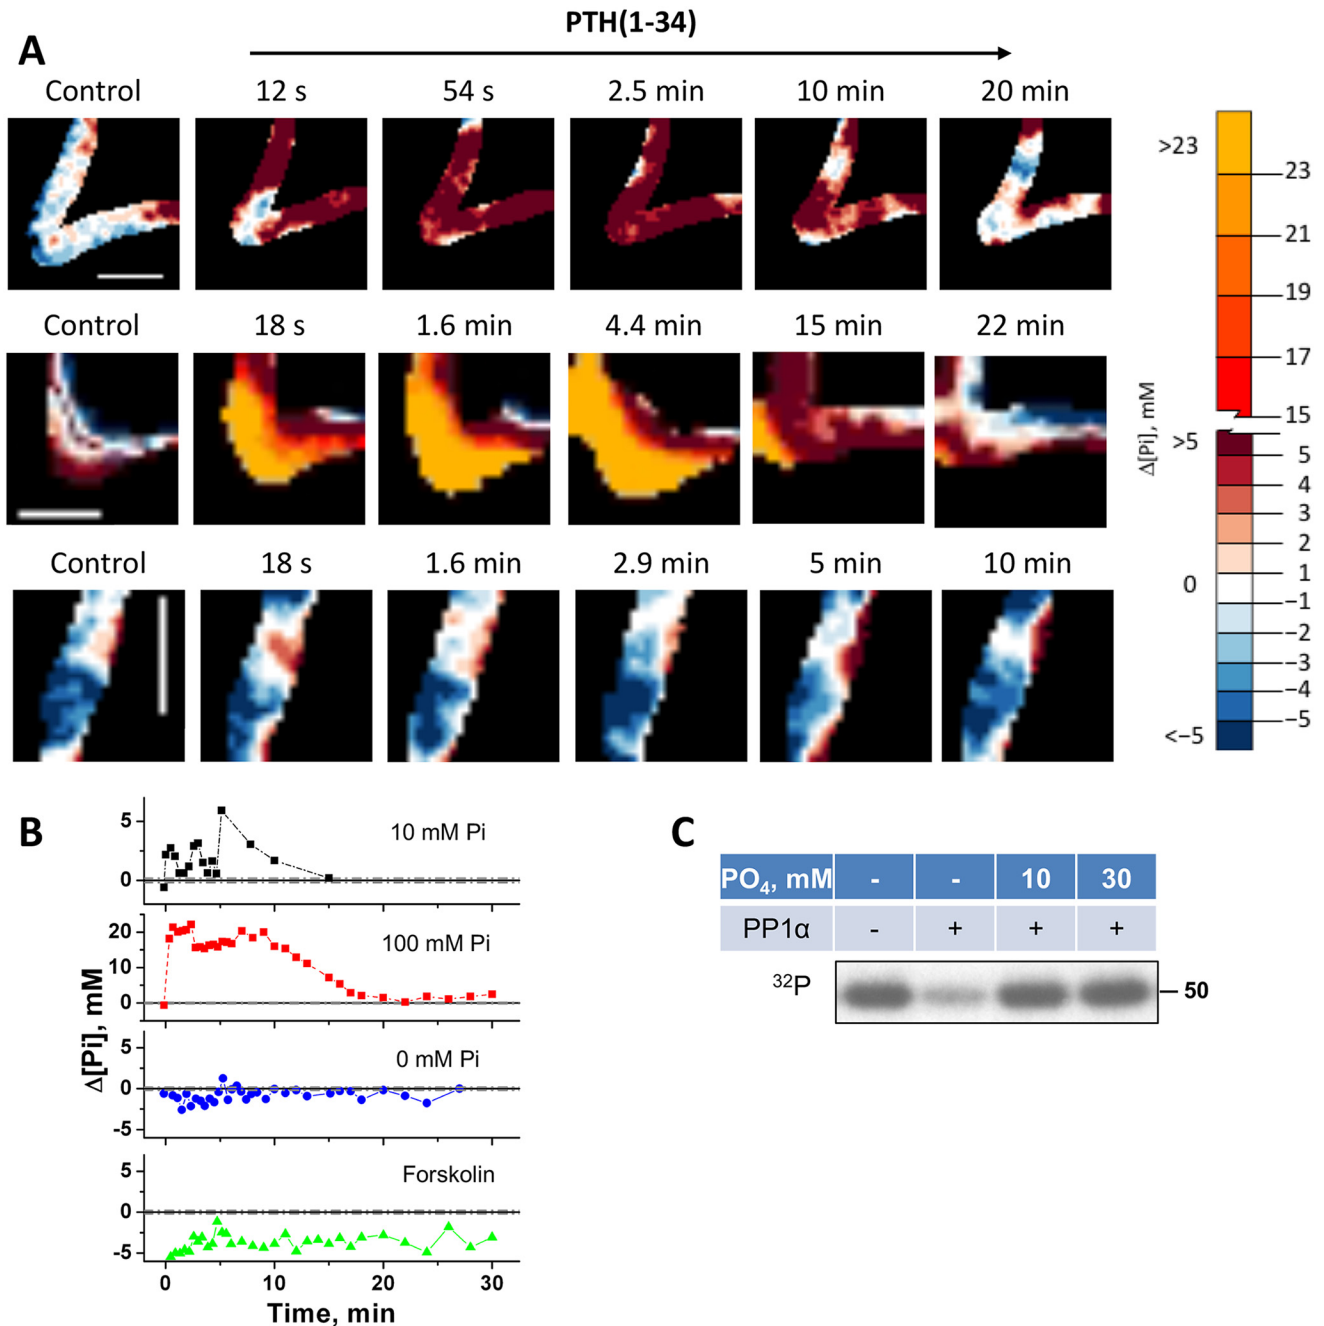 PTH(1-34)
A
Control 12 s 54 s 2.5 min 10 min 20 min
Control 18 s 1.6 min 4.4 min 15 min 22 min
Control 18 s 1.6 min 2.9 min 5 min 10 min
>23
23
21
19
17
15
Δ[Pi], mM
>5
5
4
3
2
1
0
−1
−2
−3
−4
−5
<−5
B
10 mM Pi
5
0
100 mM Pi
20
10
0
0 mM Pi
5
0
-5
Forskolin
5
0
-5
Δ[Pi], mM
0 10 20 30
Time, min
C
PO4, mM - - 10 30
PP1α - + + +
32P
50